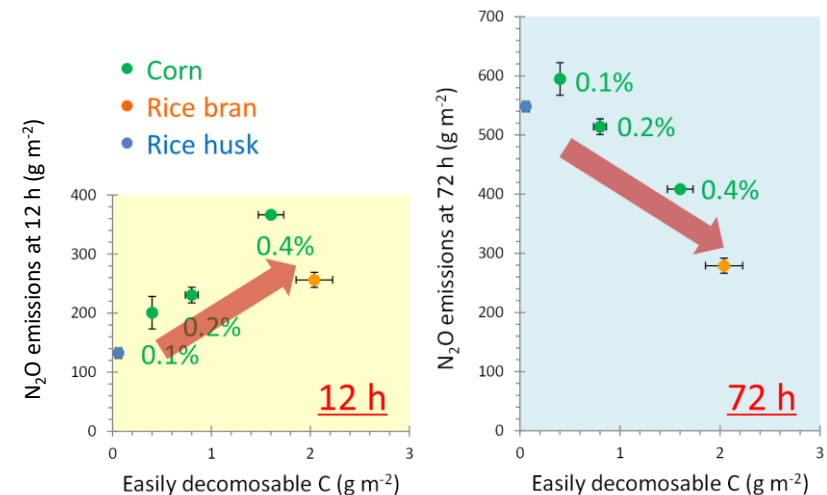 Corn
Rice bran
Rice husk
N₂O emissions at 12 h (g m⁻²)
400
300
200
100
0
0.4%
0.2%
0.1%
12 h
0 1 2 3
Easily decomosable C (g m⁻²)
N₂O emissions at 72 h (g m⁻²)
700
600
500
400
300
200
100
0
0.1%
0.2%
0.4%
72 h
0 1 2 3
Easily decomosable C (g m⁻²)